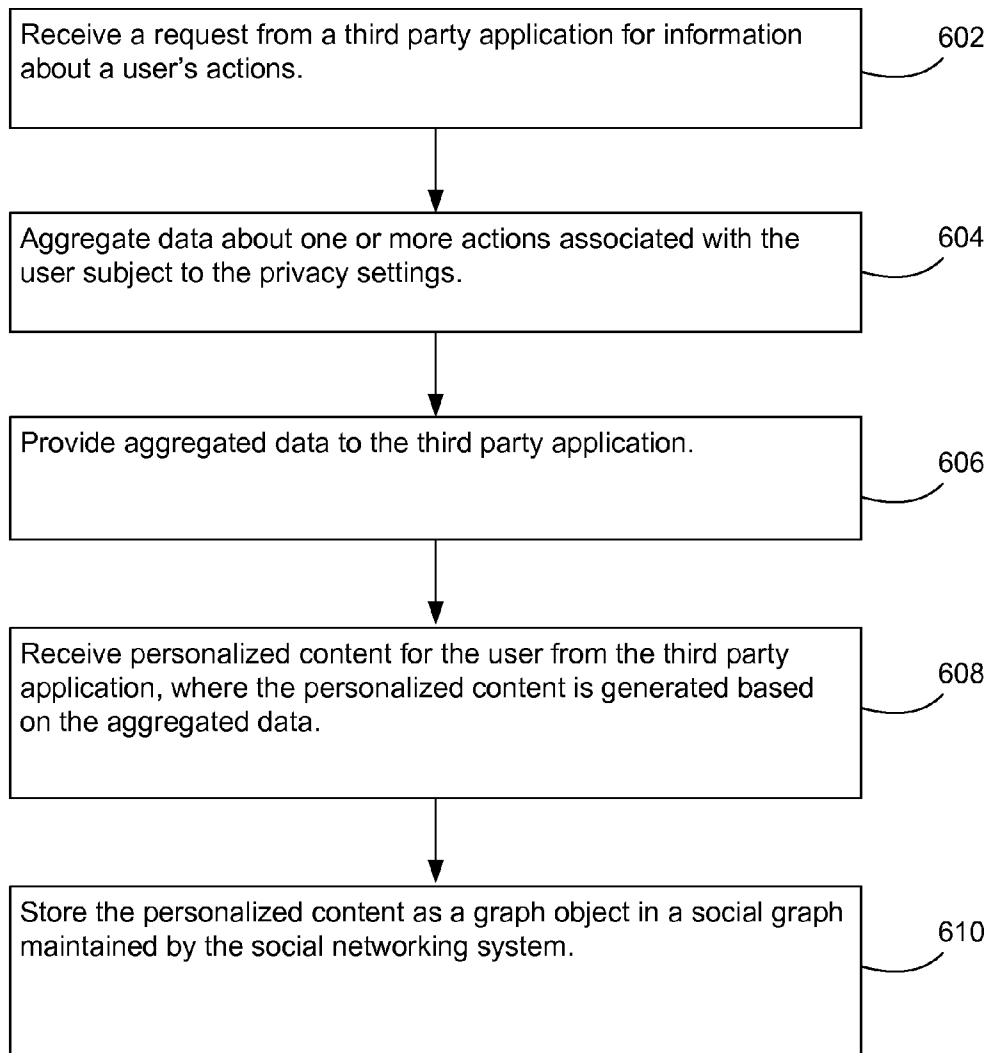 Receive a request from a third party application for information
about a user's actions.
602
Aggregate data about one or more actions associated with the
user subject to the privacy settings.
604
Provide aggregated data to the third party application.
606
Receive personalized content for the user from the third party
application, where the personalized content is generated based
on the aggregated data.
608
Store the personalized content as a graph object in a social graph
maintained by the social networking system.
610